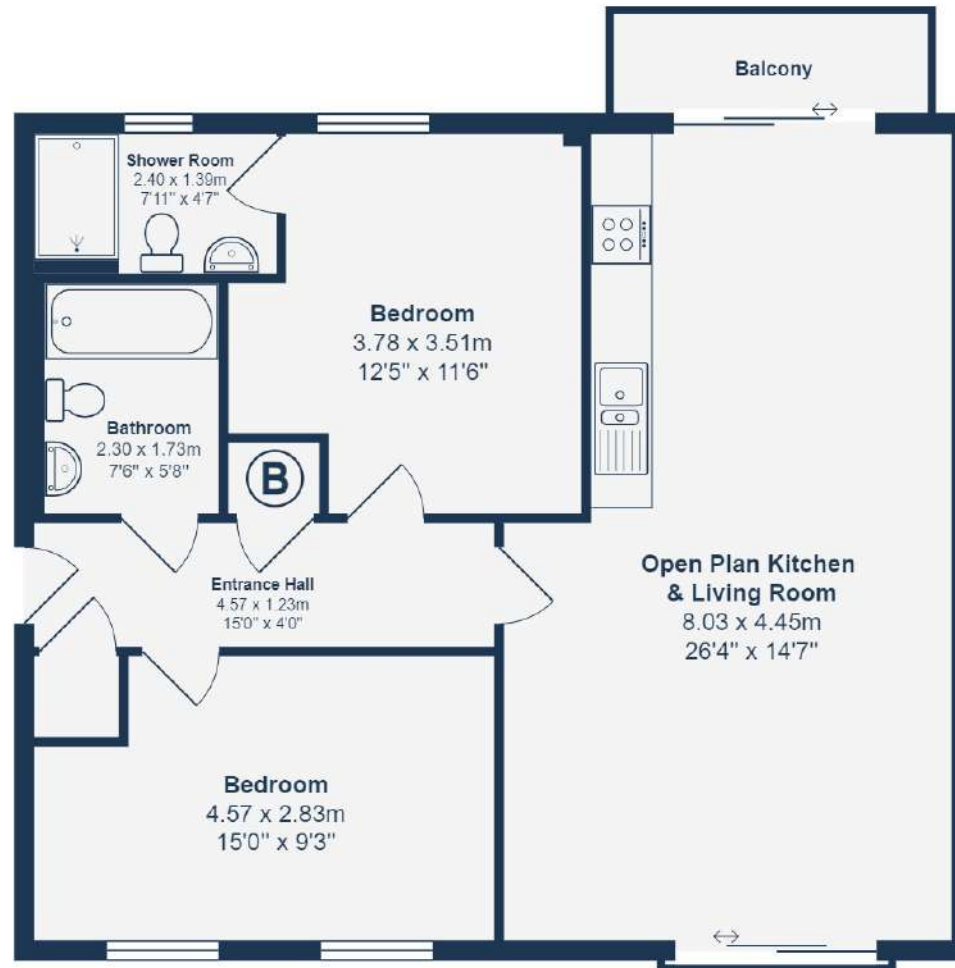 Balcony
Shower Room
2.40 x 1.39m
7'11" x 4'7"
Bedroom
3.78 x 3.51m
12'5" x 11'6"
Bathroom
2.30 x 1.73m
7'6" x 5'8"
B
Entrance Hall
4.57 x 1.23m
15'0" x 4'0"
Open Plan Kitchen
& Living Room
8.03 x 4.45m
26'4" x 14'7"
Bedroom
4.57 x 2.83m
15'0" x 9'3"